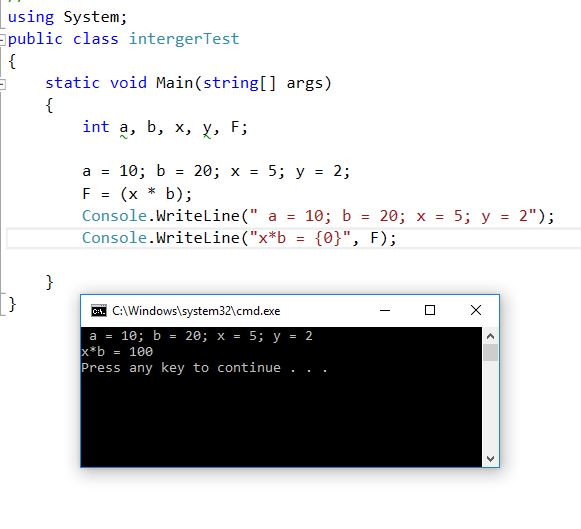 //
using System;
public class intergerTest
{
static void Main(string[] args)
{
int a, b, x, y, F;
a = 10; b = 20; x = 5; y = 2;
F = (x * b);
Console.WriteLine(" a = 10; b = 20; x = 5; y = 2");
Console.WriteLine("x*b = {0}", F);
}
}
C:\Windows\system32\cmd.exe
a = 10; b = 20; x = 5; y = 2
x*b = 100
Press any key to continue . . .